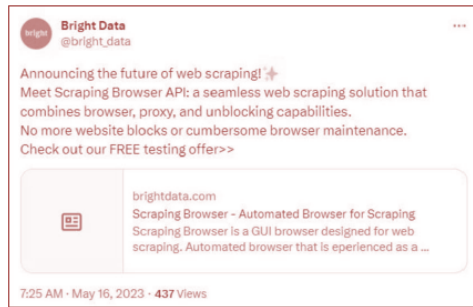 Bright Data
bright
@bright_data
Announcing the future of web scraping!
Meet Scraping Browser API: a seamless web scraping solution that
combines browser, proxy, and unblocking capabilities.
No more website blocks or cumbersome browser maintenance.
Check out our FREE testing offer>>
brightdata.com
Scraping Browser - Automated Browser for Scraping
Scraping Browser is a GUI browser designed for web
scraping. Automated browser that is eperienced as a ...
7:25 AM · May 16, 2023 · 437 Views